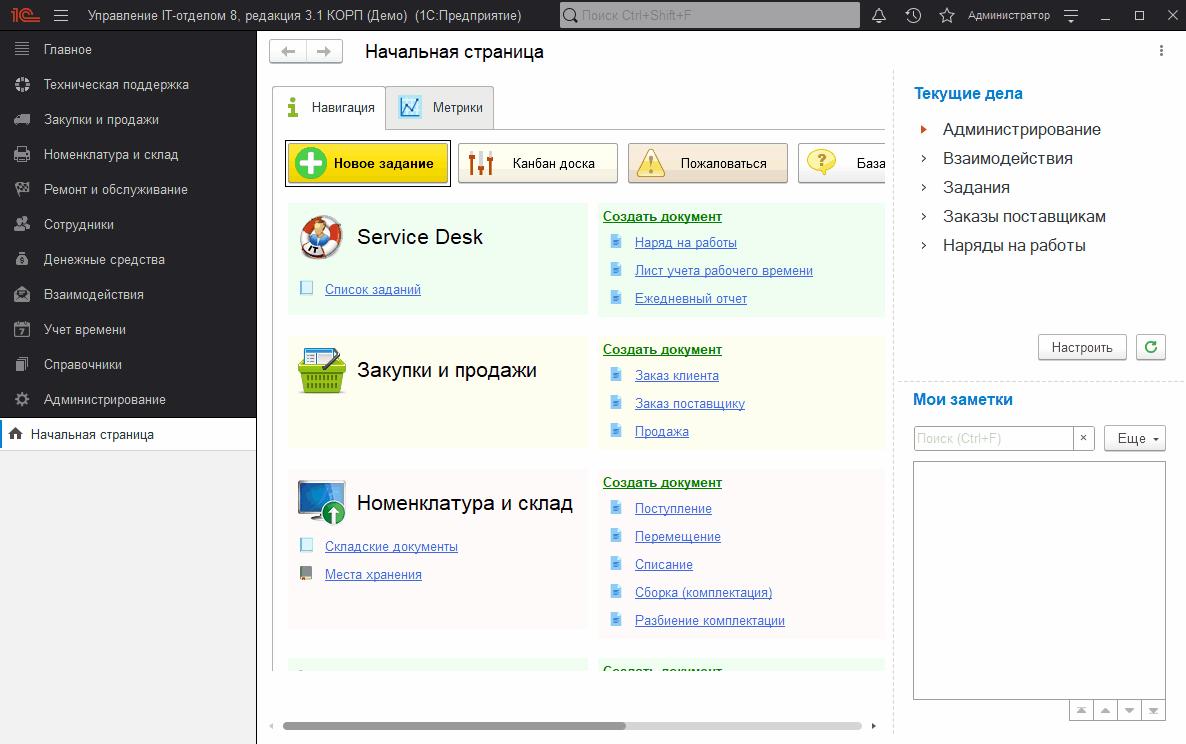 1С Управление IT-отделом 8, редакция 3.1 КОРП (Демо) (1С:Предприятие)
Поиск Ctrl+Shift+F
Администратор
Главное
Техническая поддержка
Закупки и продажи
Номенклатура и склад
Ремонт и обслуживание
Сотрудники
Денежные средства
Взаимодействия
Учет времени
Справочники
Администрирование
Начальная страница
Начальная страница
Навигация
Метрики
Новое задание
Канбан доска
Пожаловаться
База
Service Desk
Список заданий
Создать документ
Наряд на работы
Лист учета рабочего времени
Ежедневный отчет
Закупки и продажи
Создать документ
Заказ клиента
Заказ поставщику
Продажа
Номенклатура и склад
Складские документы
Места хранения
Создать документ
Поступление
Перемещение
Списание
Сборка (комплектация)
Разбиение комплектации
Создать документ
Текущие дела
Администрирование
Взаимодействия
Задания
Заказы поставщикам
Наряды на работы
Настроить
Мои заметки
Поиск (Ctrl+F)
×
Еще